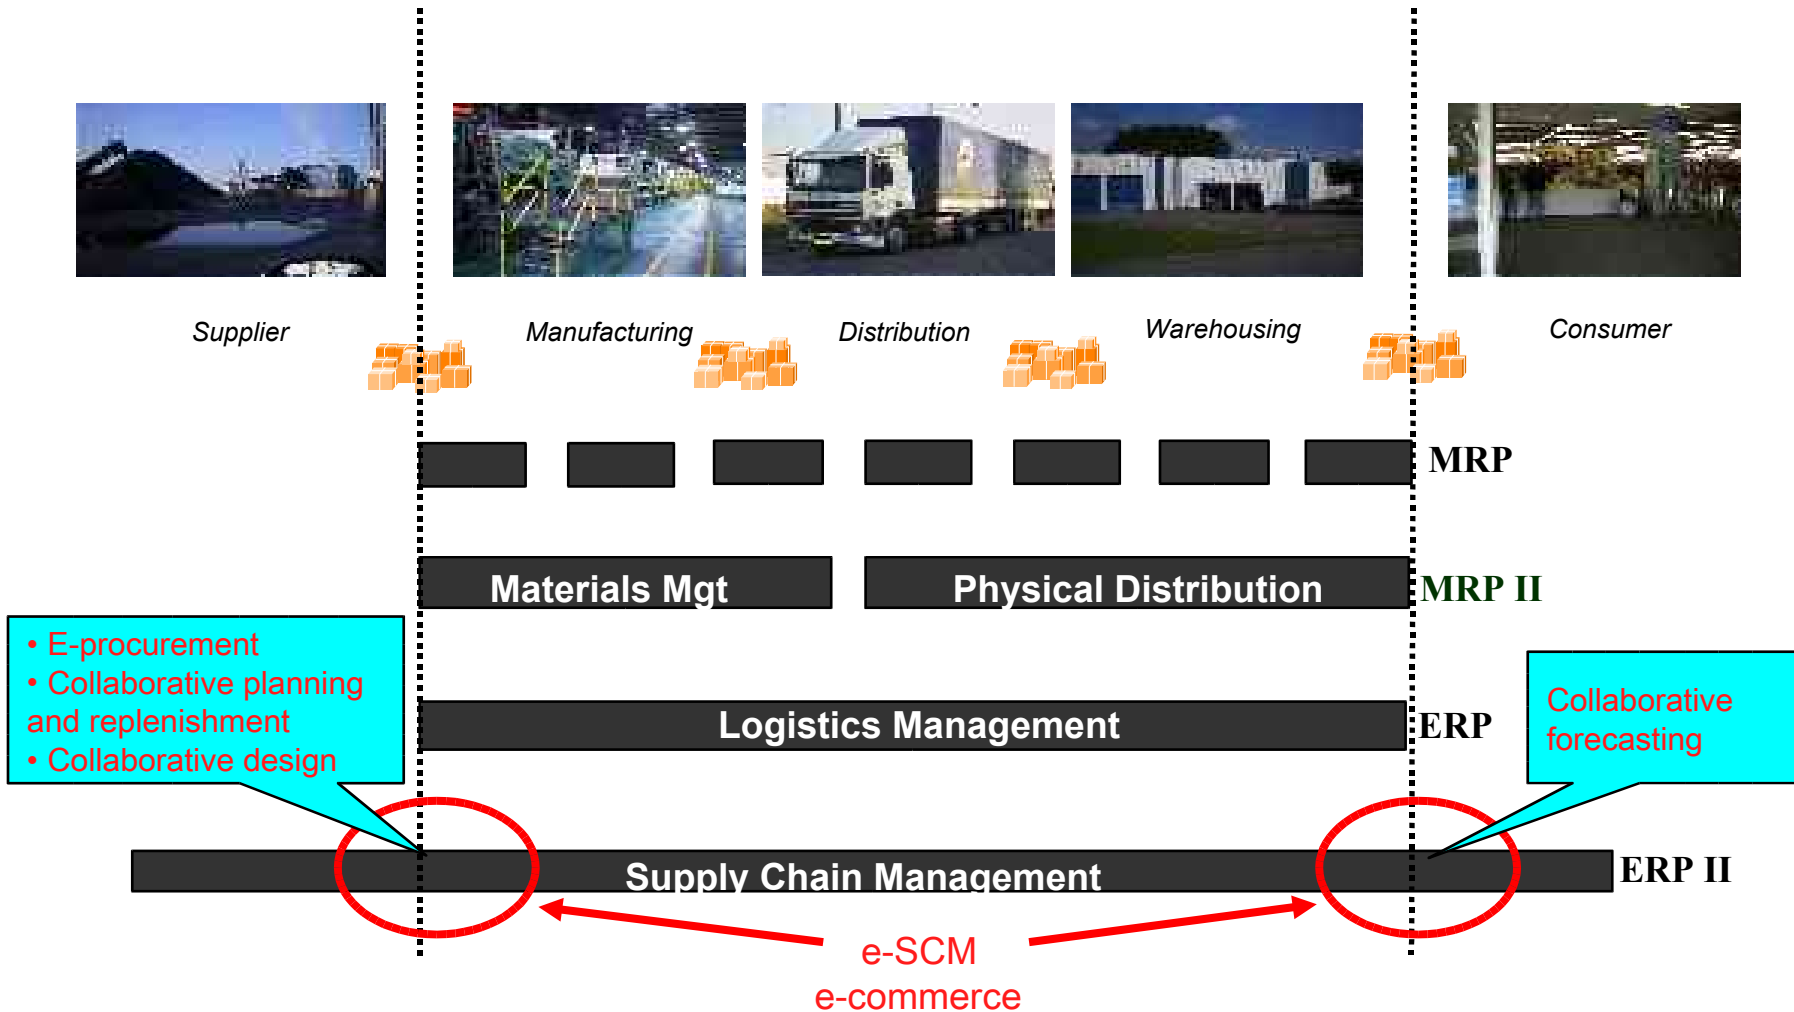 Supplier
Manufacturing
Distribution
Warehousing
Consumer
MRP
Materials Mgt
Physical Distribution
MRP II
• E-procurement
• Collaborative planning
and replenishment
• Collaborative design
Logistics Management
ERP
Collaborative
forecasting
Supply Chain Management
ERP II
e-SCM
e-commerce